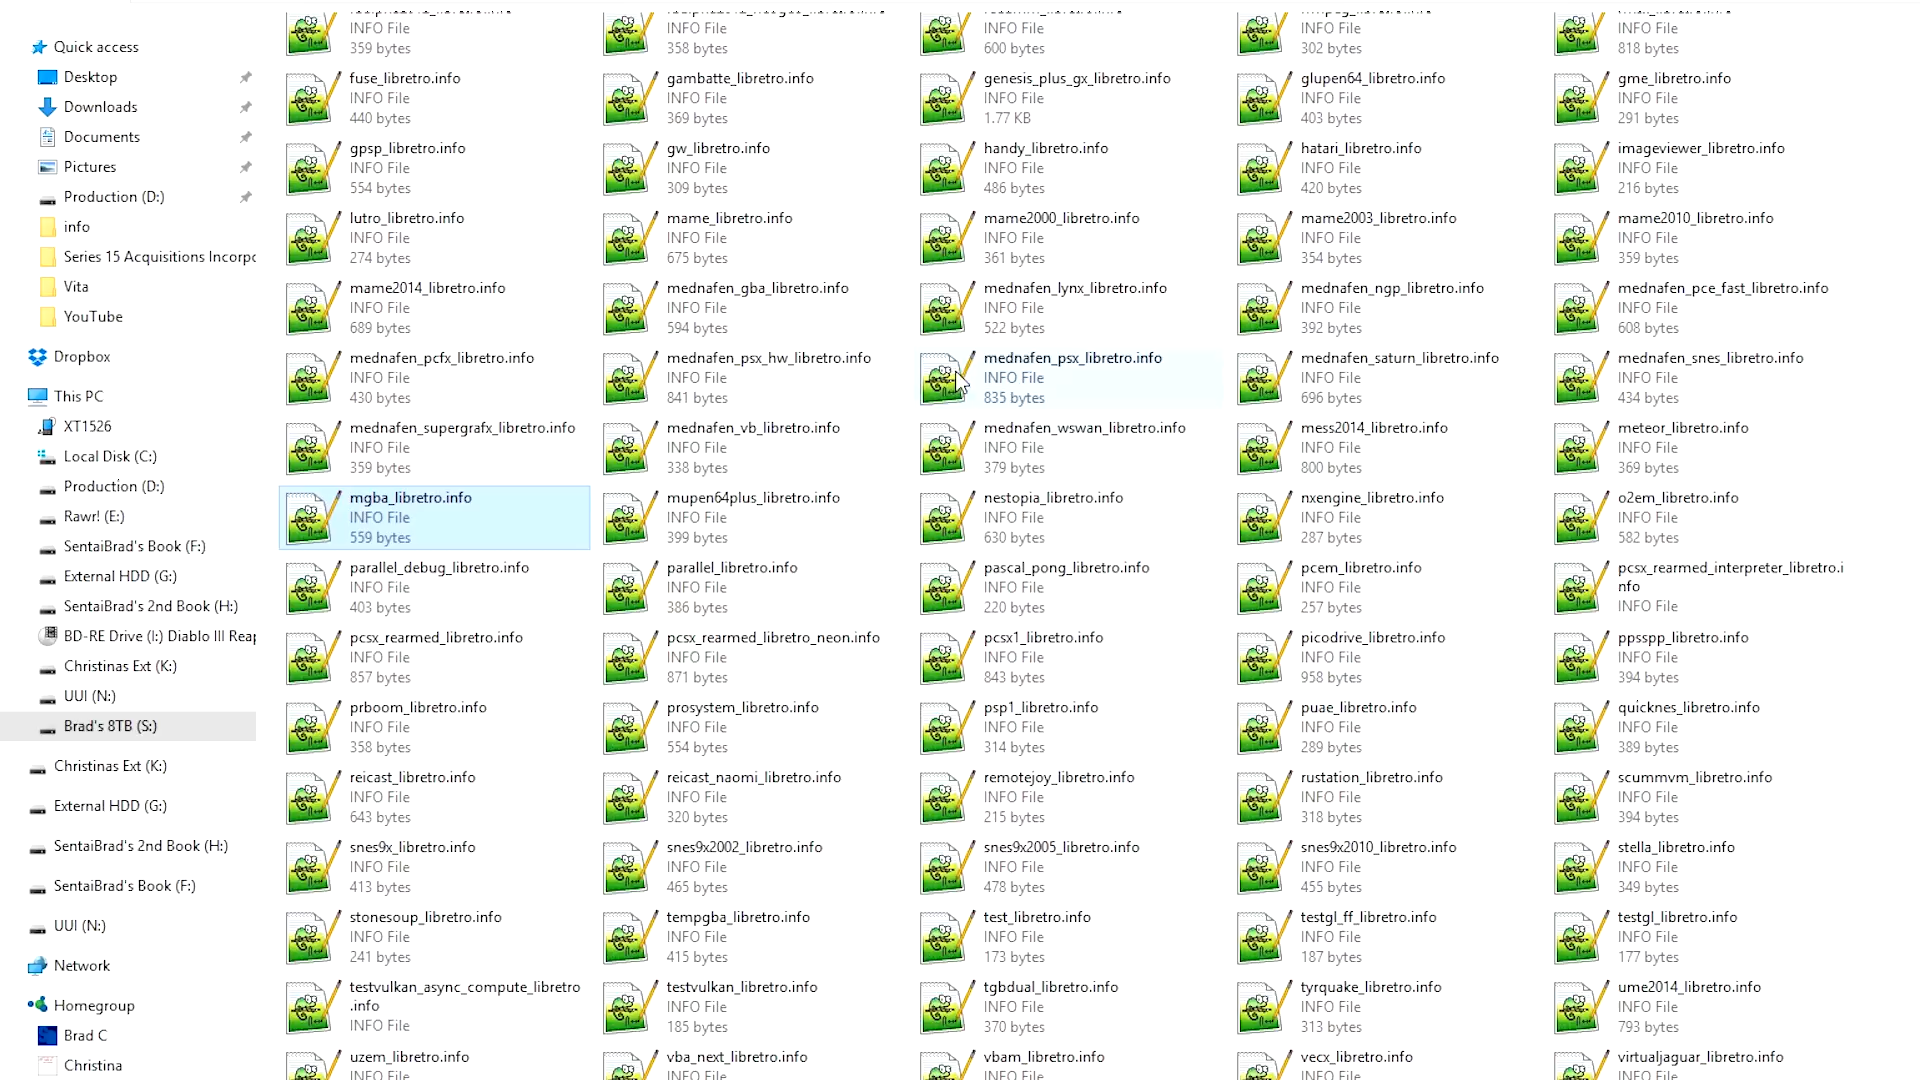 Quick access
Desktop
Downloads
Documents
Pictures
Production (D:)
info
Series 15 Acquisitions Incorpo
Vita
YouTube
Dropbox
This PC
XT1526
Local Disk (C:)
Production (D:)
Rawr! (E:)
SentaiBrad's Book (F:)
External HDD (G:)
SentaiBrad's 2nd Book (H:)
BD-RE Drive (I:) Diablo III Reap
Christinas Ext (K:)
UUI (N:)
Brad's 8TB (S:)
Christinas Ext (K:)
External HDD (G:)
SentaiBrad's 2nd Book (H:)
SentaiBrad's Book (F:)
UUI (N:)
Network
Homegroup
Brad C
Christina
INFO File INFO File INFO File INFO File INFO File
359 bytes 358 bytes 600 bytes 302 bytes 818 bytes
fuse_libretro.info gambatte_libretro.info genesis_plus_gx_libretro.info glupen64_libretro.info gme_libretro.info
INFO File INFO File INFO File INFO File INFO File
440 bytes 369 bytes 1.77 KB 403 bytes 291 bytes
gpsp_libretro.info gw_libretro.info handy_libretro.info hatari_libretro.info imageviewer_libretro.info
INFO File INFO File INFO File INFO File INFO File
554 bytes 309 bytes 486 bytes 420 bytes 216 bytes
lutro_libretro.info mame_libretro.info mame2000_libretro.info mame2003_libretro.info mame2010_libretro.info
INFO File INFO File INFO File INFO File INFO File
274 bytes 675 bytes 361 bytes 354 bytes 359 bytes
mame2014_libretro.info mednafen_gba_libretro.info mednafen_lynx_libretro.info mednafen_ngp_libretro.info mednafen_pce_fast_libretro.info
INFO File INFO File INFO File INFO File INFO File
689 bytes 594 bytes 522 bytes 392 bytes 608 bytes
mednafen_pcfx_libretro.info mednafen_psx_hw_libretro.info mednafen_psx_libretro.info mednafen_saturn_libretro.info mednafen_snes_libretro.info
INFO File INFO File INFO File INFO File INFO File
430 bytes 841 bytes 835 bytes 696 bytes 434 bytes
mednafen_supergrafx_libretro.info mednafen_vb_libretro.info mednafen_wswan_libretro.info mess2014_libretro.info meteor_libretro.info
INFO File INFO File INFO File INFO File INFO File
359 bytes 338 bytes 379 bytes 800 bytes 369 bytes
mgba_libretro.info mupen64plus_libretro.info nestopia_libretro.info nxengine_libretro.info o2em_libretro.info
INFO File INFO File INFO File INFO File INFO File
559 bytes 399 bytes 630 bytes 287 bytes 582 bytes
parallel_debug_libretro.info parallel_libretro.info pascal_pong_libretro.info pcem_libretro.info pcsx_rearmed_interpreter_libretro.i
INFO File INFO File INFO File INFO File nfo
403 bytes 386 bytes 220 bytes 257 bytes INFO File
pcsx_rearmed_libretro.info pcsx_rearmed_libretro_neon.info pcsx1_libretro.info picodrive_libretro.info ppsspp_libretro.info
INFO File INFO File INFO File INFO File INFO File
857 bytes 871 bytes 843 bytes 958 bytes 394 bytes
prboom_libretro.info prosystem_libretro.info psp1_libretro.info puae_libretro.info quicknes_libretro.info
INFO File INFO File INFO File INFO File INFO File
358 bytes 554 bytes 314 bytes 289 bytes 389 bytes
reicast_libretro.info reicast_naomi_libretro.info remotejoy_libretro.info rustation_libretro.info scummvm_libretro.info
INFO File INFO File INFO File INFO File INFO File
643 bytes 320 bytes 215 bytes 318 bytes 394 bytes
snes9x_libretro.info snes9x2002_libretro.info snes9x2005_libretro.info snes9x2010_libretro.info stella_libretro.info
INFO File INFO File INFO File INFO File INFO File
413 bytes 465 bytes 478 bytes 455 bytes 349 bytes
stonesoup_libretro.info tempgba_libretro.info test_libretro.info testgl_ff_libretro.info testgl_libretro.info
INFO File INFO File INFO File INFO File INFO File
241 bytes 415 bytes 173 bytes 187 bytes 177 bytes
testvulkan_async_compute_libretro testvulkan_libretro.info tgbdual_libretro.info tyrquake_libretro.info ume2014_libretro.info
.info INFO File INFO File INFO File INFO File
INFO File 185 bytes 370 bytes 313 bytes 793 bytes
uzem_libretro.info vba_next_libretro.info vbam_libretro.info vecx_libretro.info virtualjaguar_libretro.info
INFO File INFO File INFO File INFO File INFO File